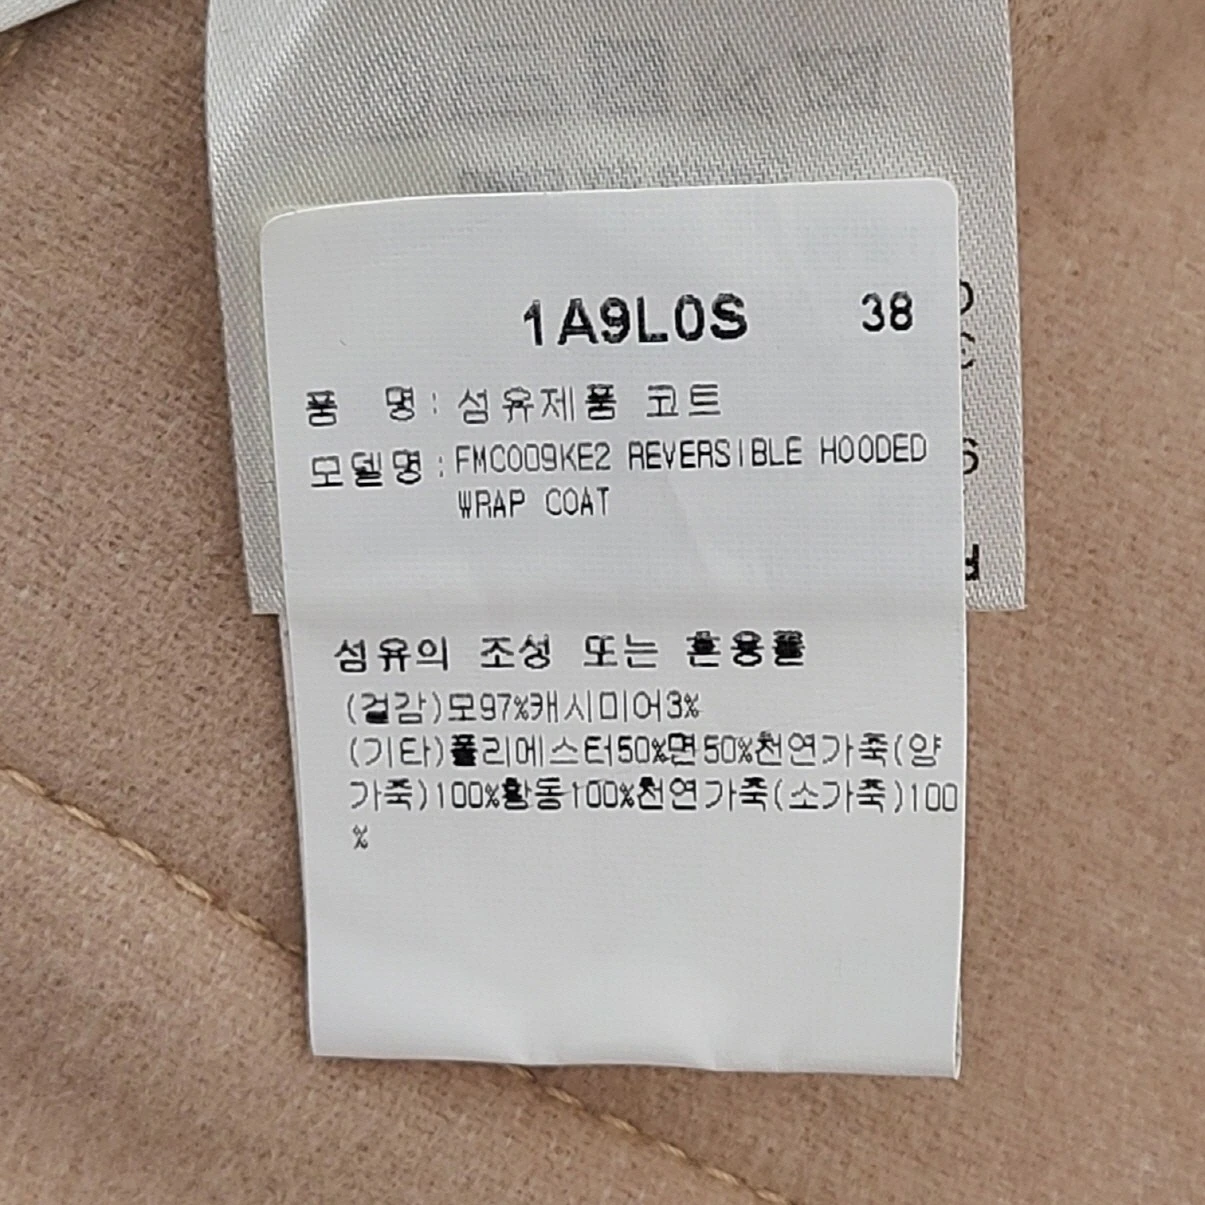 1A9L0S 38
품 명: 섬유제품 코트
모델명: FMC009KE2 REVERSIBLE HOODED
WRAP COAT
섬유의 조성 또는 혼용률
(겉감)모97%캐시미어3%
(기타)폴리에스터50%면50%천연가죽(양
가죽)100%황동100%천연가죽(소가죽)100
%